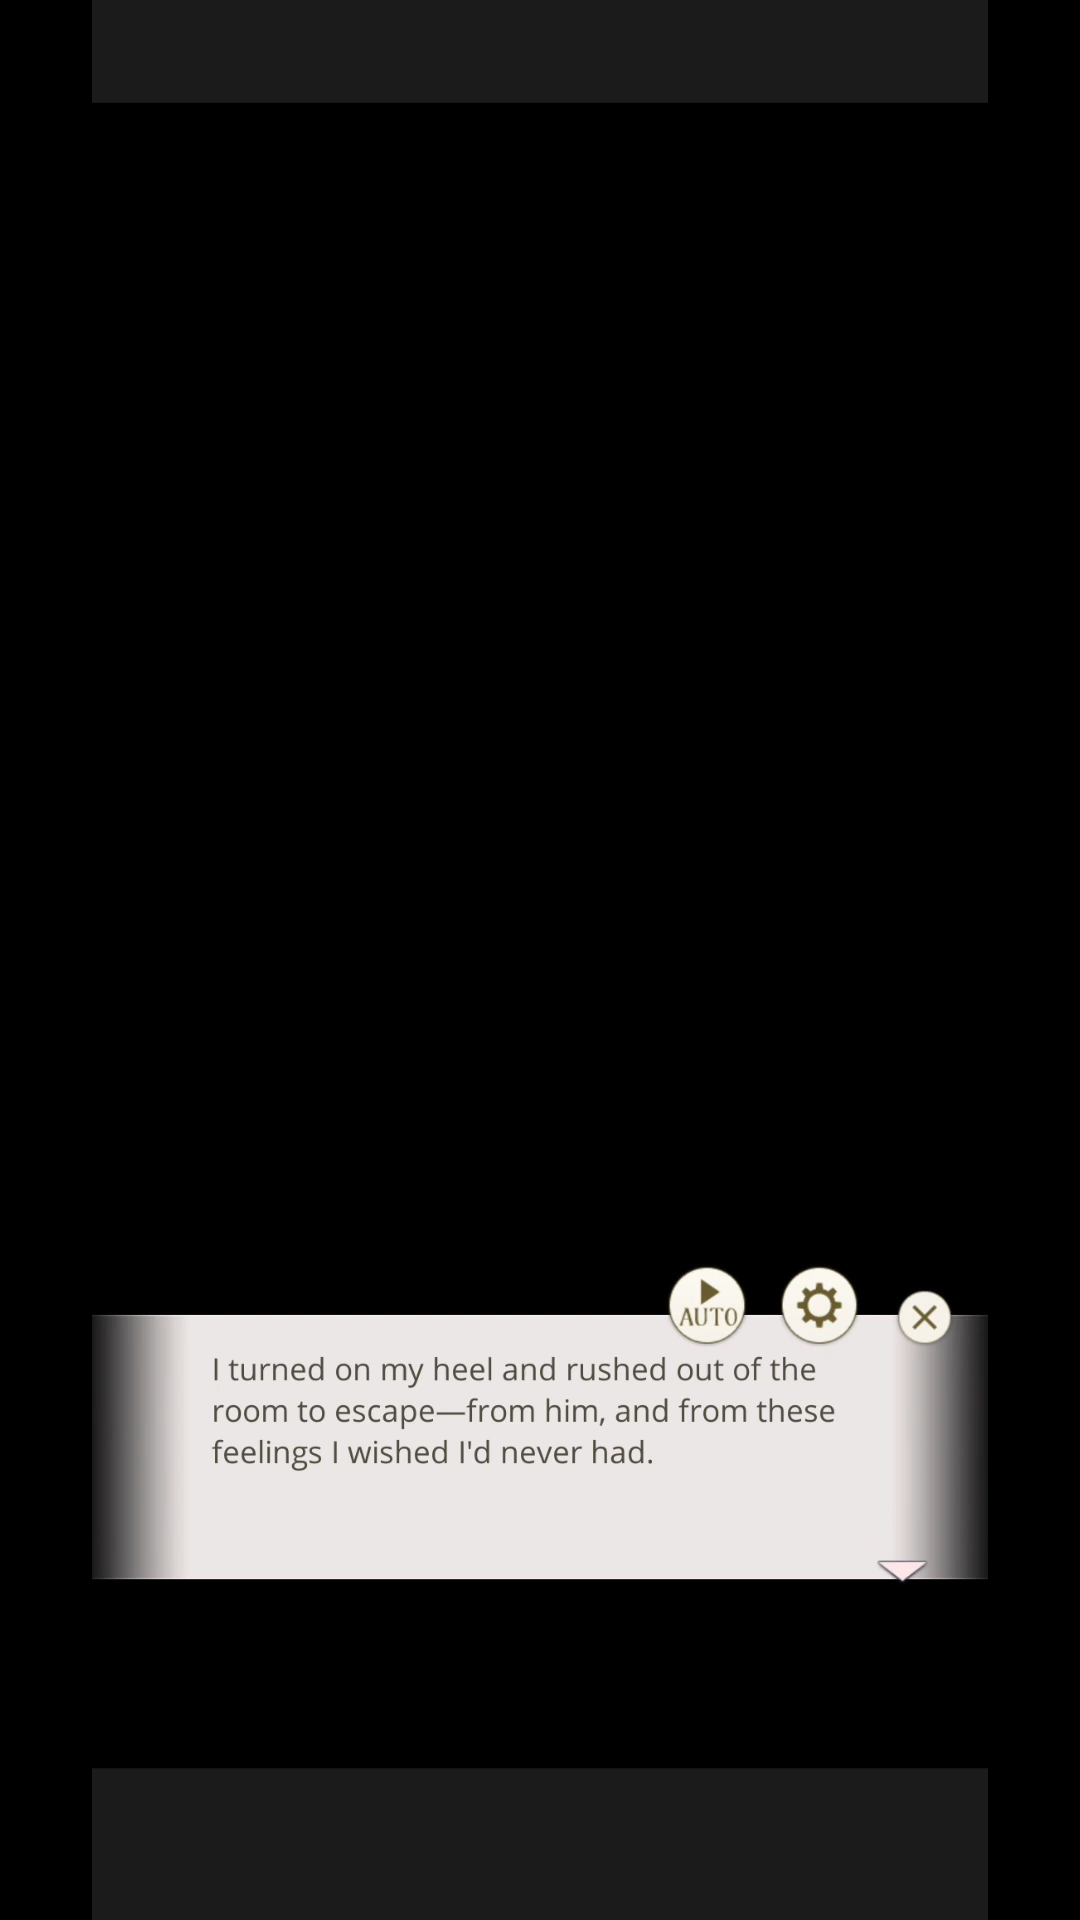 AUTO
I turned on my heel and rushed out of the
room to escape—from him, and from these
feelings I wished I'd never had.